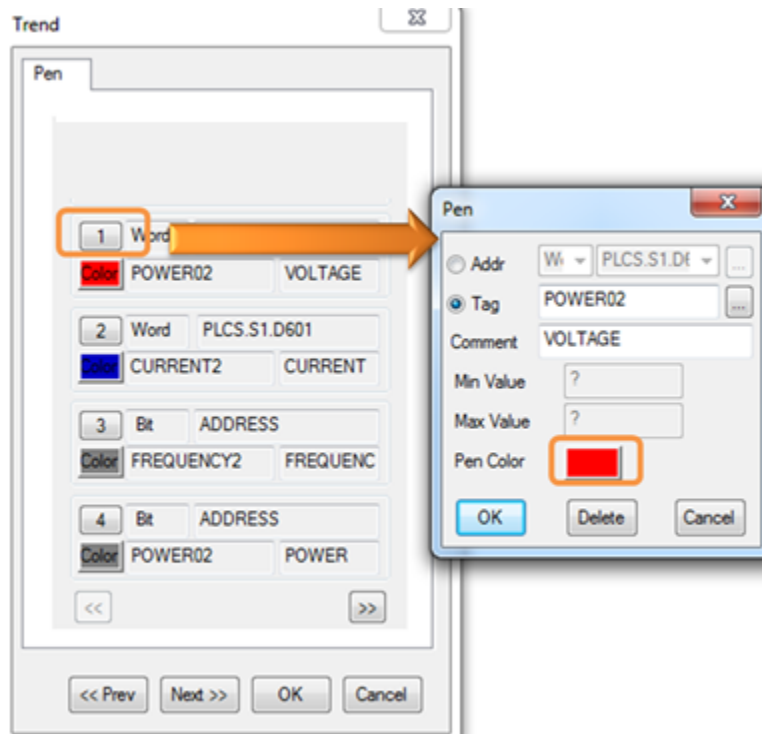 Trend
Pen
1 Word
Color POWER02 VOLTAGE
2 Word PLCS.S1.D601
Color CURRENT2 CURRENT
3 Bit ADDRESS
Color FREQUENCY2 FREQUENC
4 Bit ADDRESS
Color POWER02 POWER
<< >>
<< Prev Next >> OK Cancel
Pen
Addr PLCS.S1.D ...
Tag POWER02 ...
Comment VOLTAGE
Min Value ?
Max Value ?
Pen Color
OK Delete Cancel